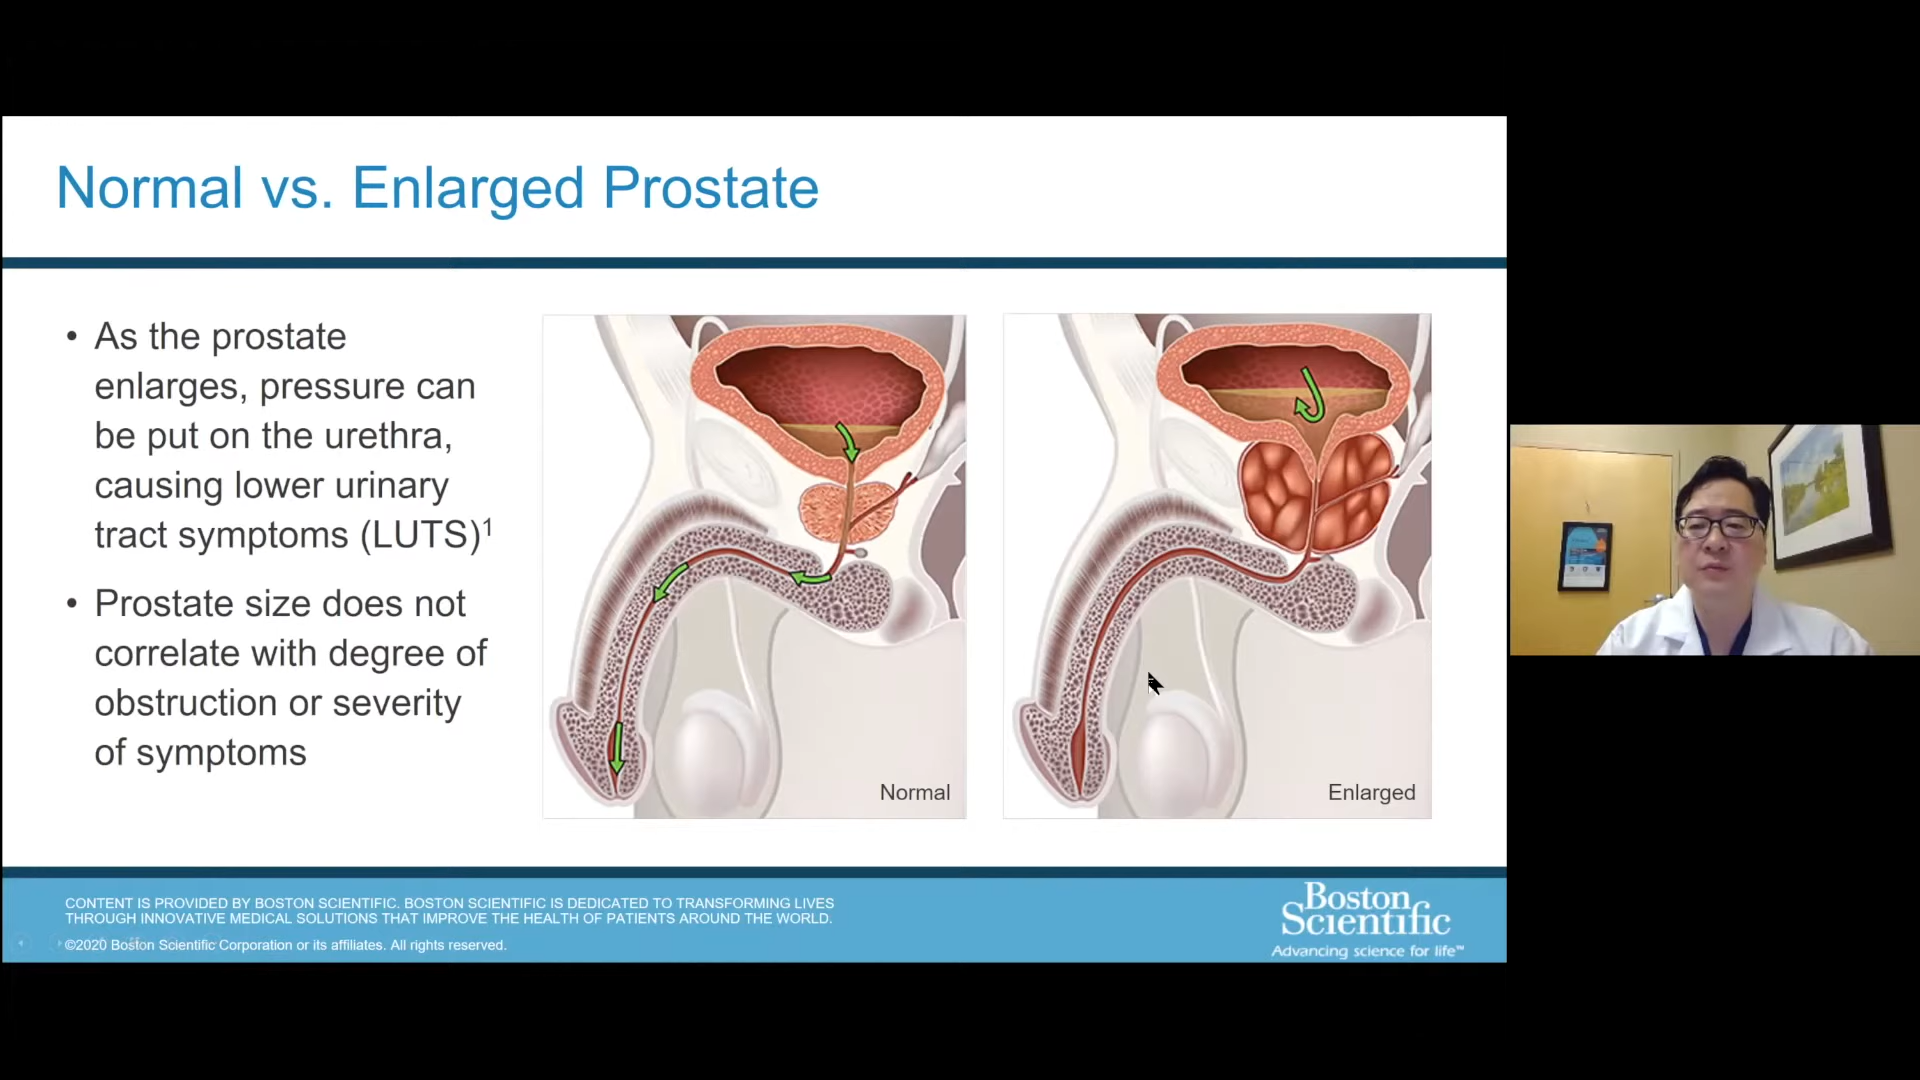 Normal vs. Enlarged Prostate
• As the prostate
enlarges, pressure can
be put on the urethra,
causing lower urinary
tract symptoms (LUTS)1
• Prostate size does not
correlate with degree of
obstruction or severity
of symptoms
Normal
Enlarged
CONTENT IS PROVIDED BY BOSTON SCIENTIFIC. BOSTON SCIENTIFIC IS DEDICATED TO TRANSFORMING LIVES
THROUGH INNOVATIVE MEDICAL SOLUTIONS THAT IMPROVE THE HEALTH OF PATIENTS AROUND THE WORLD.
©2020 Boston Scientific Corporation or its affiliates. All rights reserved.
Boston
Scientific
Advancing science for life™